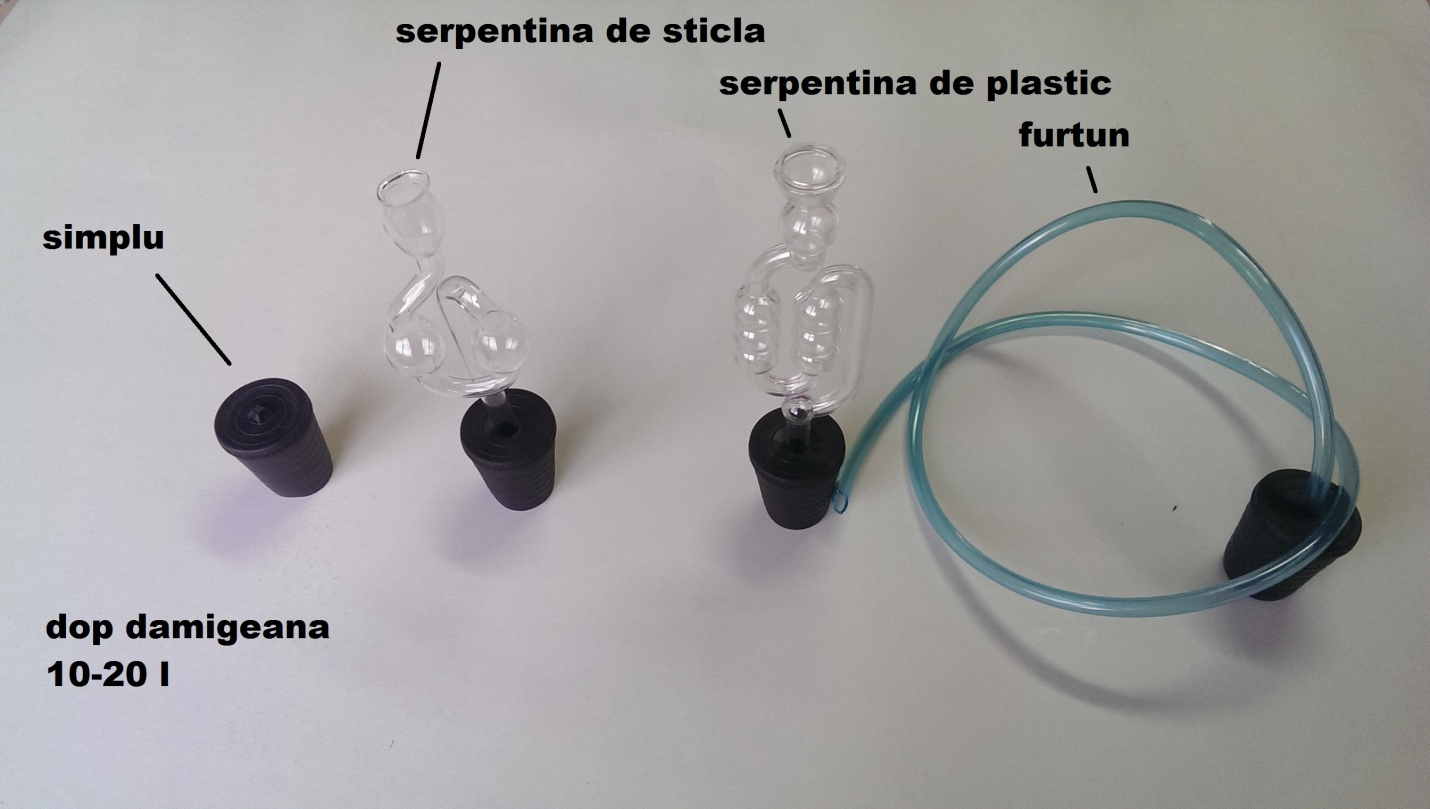 serpentina de sticla
serpentina de plastic
furtun
simplu
dop damigeana
10-20 l